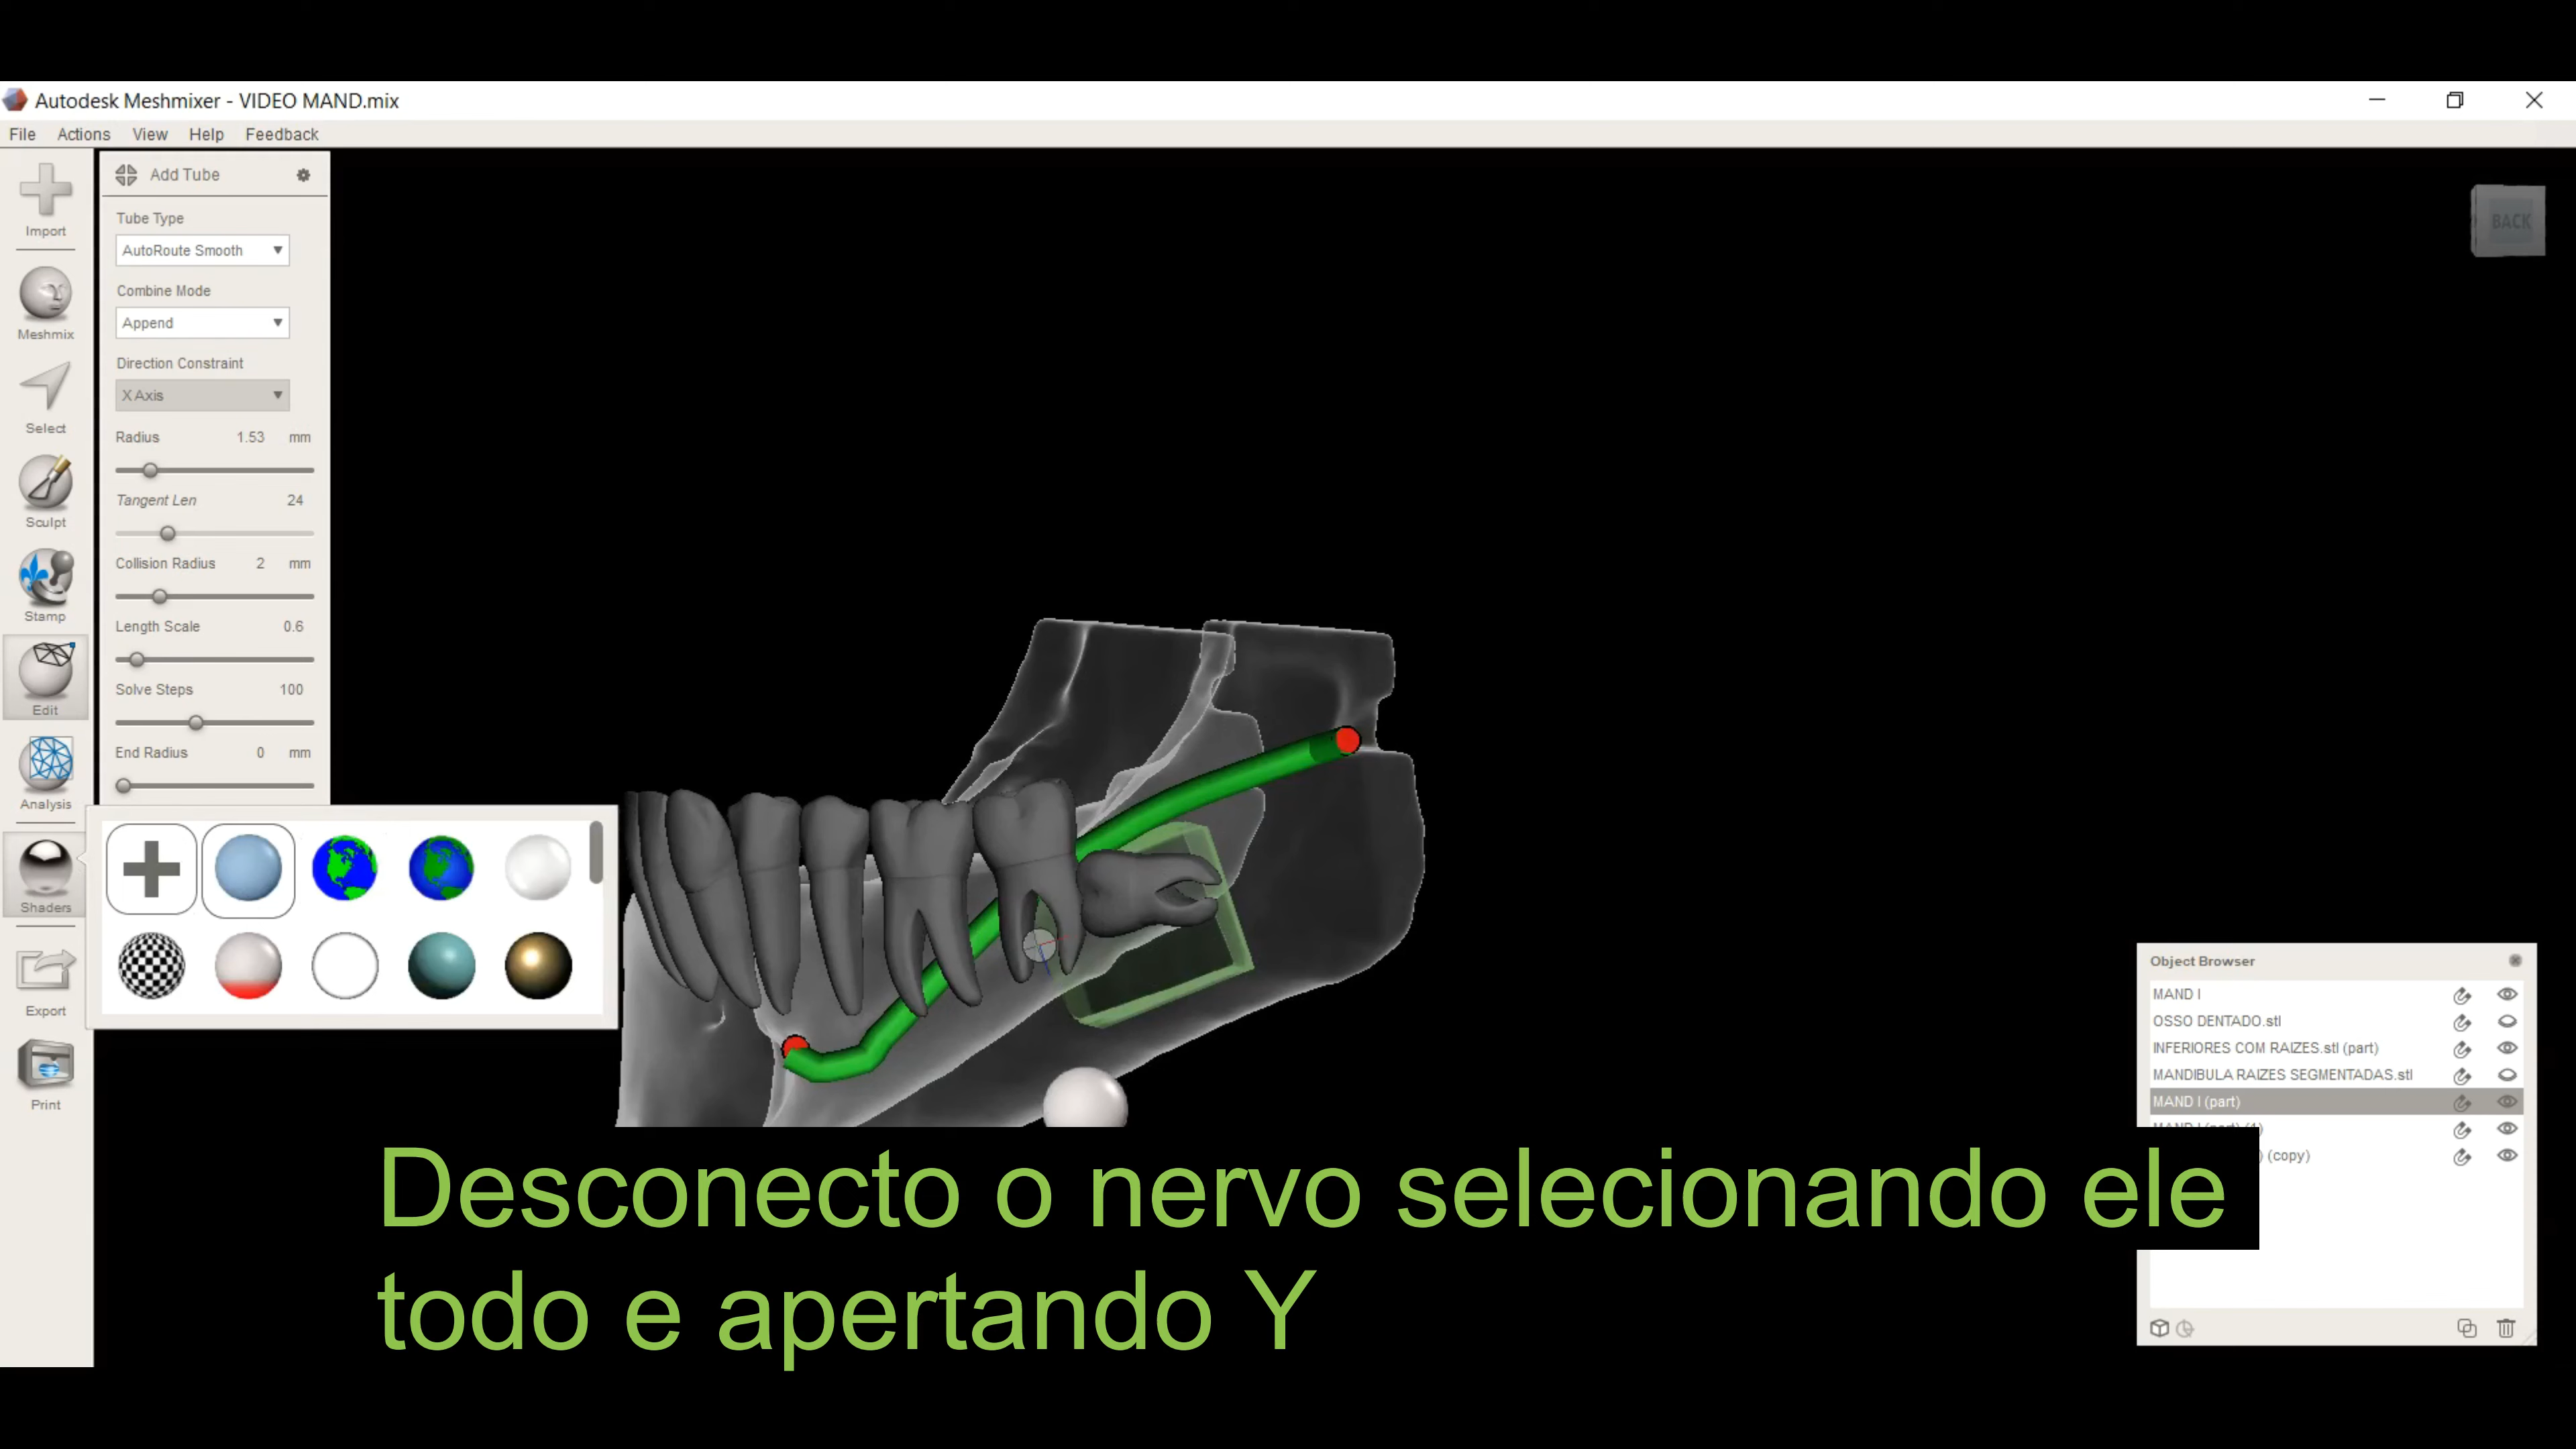 Autodesk Meshmixer - VIDEO MAND.mix
File Actions View Help Feedback
Import
Meshmix
Select
Sculpt
Stamp
Edit
Analysis
Shaders
Export
Print
Add Tube
Tube Type
AutoRoute Smooth
Combine Mode
Append
Direction Constraint
X Axis
Radius 1.53 mm
Tangent Len 24
Collision Radius 2 mm
Length Scale 0.6
Solve Steps 100
End Radius 0 mm
BACK
Object Browser
MAND I
OSSO DENTADO.stl
INFERIORES COM RAIZES.stl (part)
MANDIBULA RAIZES SEGMENTADAS.stl
MAND I (part)
(copy)
Desconecto o nervo selecionando ele
todo e apertando Y